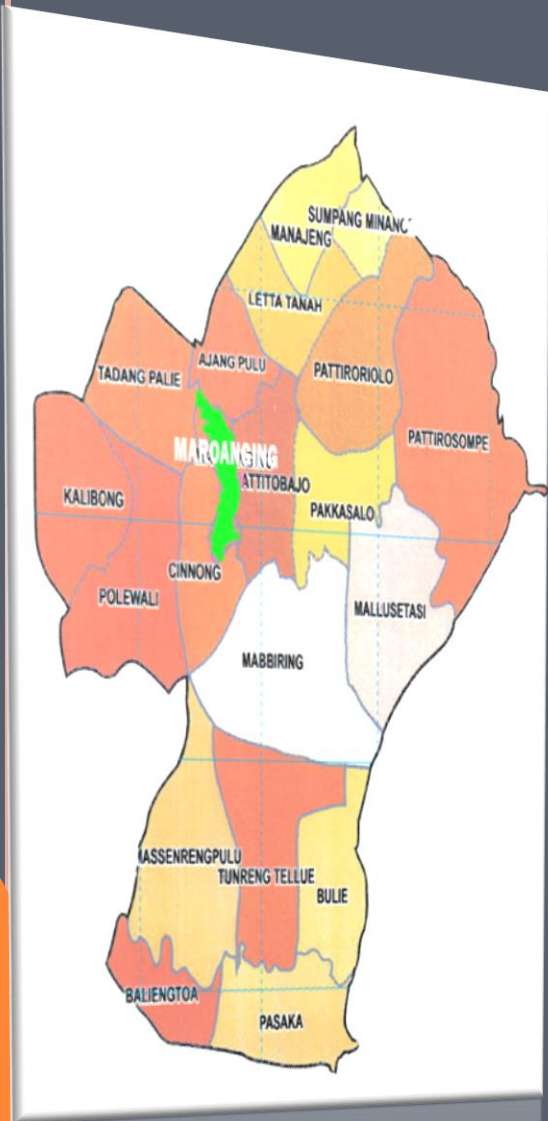 SUMPANG MINANG
MANAJENG
LETTA TANAH
AJANG PULU
TADANG PALIE
PATTIRORIOLO
PATTIROSOMPE
MAROANGING
ATTITOBAJO
KALIBONG
PAKKASALO
CINNONG
POLEWALI
MALLUSETASI
MABBIRING
MASSENRENGPULU
TUNRENG TELLUE
BULIE
BALIENGTOA
PASAKA